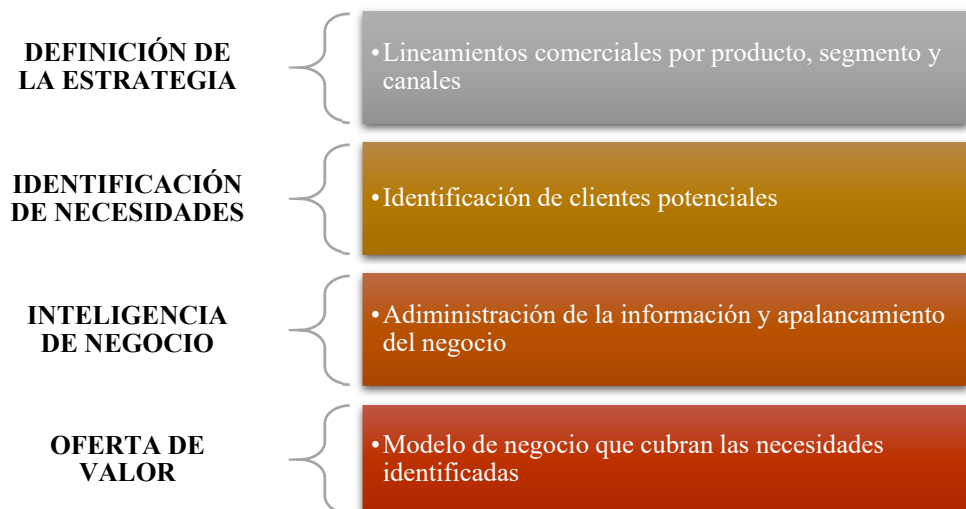 DEFINICIÓN DE
LA ESTRATEGIA
•Lineamientos comerciales por producto, segmento y
canales
IDENTIFICACIÓN
DE NECESIDADES
•Identificación de clientes potenciales
INTELIGENCIA
DE NEGOCIO
•Adiministración de la información y apalancamiento
del negocio
OFERTA DE
VALOR
•Modelo de negocio que cubran las necesidades
identificadas